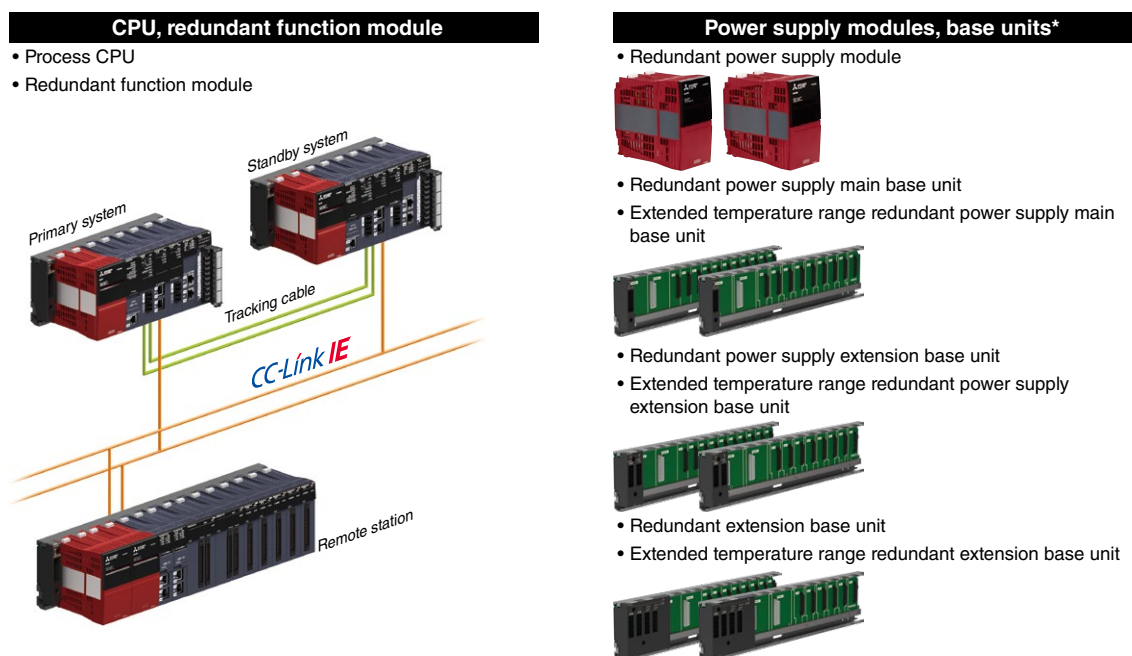 CPU, redundant function module
• Process CPU
• Redundant function module
Standby system
Primary system
Tracking cable
CC-Link IE
Remote station
Power supply modules, base units*
• Redundant power supply module
• Redundant power supply main base unit
• Extended temperature range redundant power supply main
base unit
• Redundant power supply extension base unit
• Extended temperature range redundant power supply
extension base unit
• Redundant extension base unit
• Extended temperature range redundant extension base unit